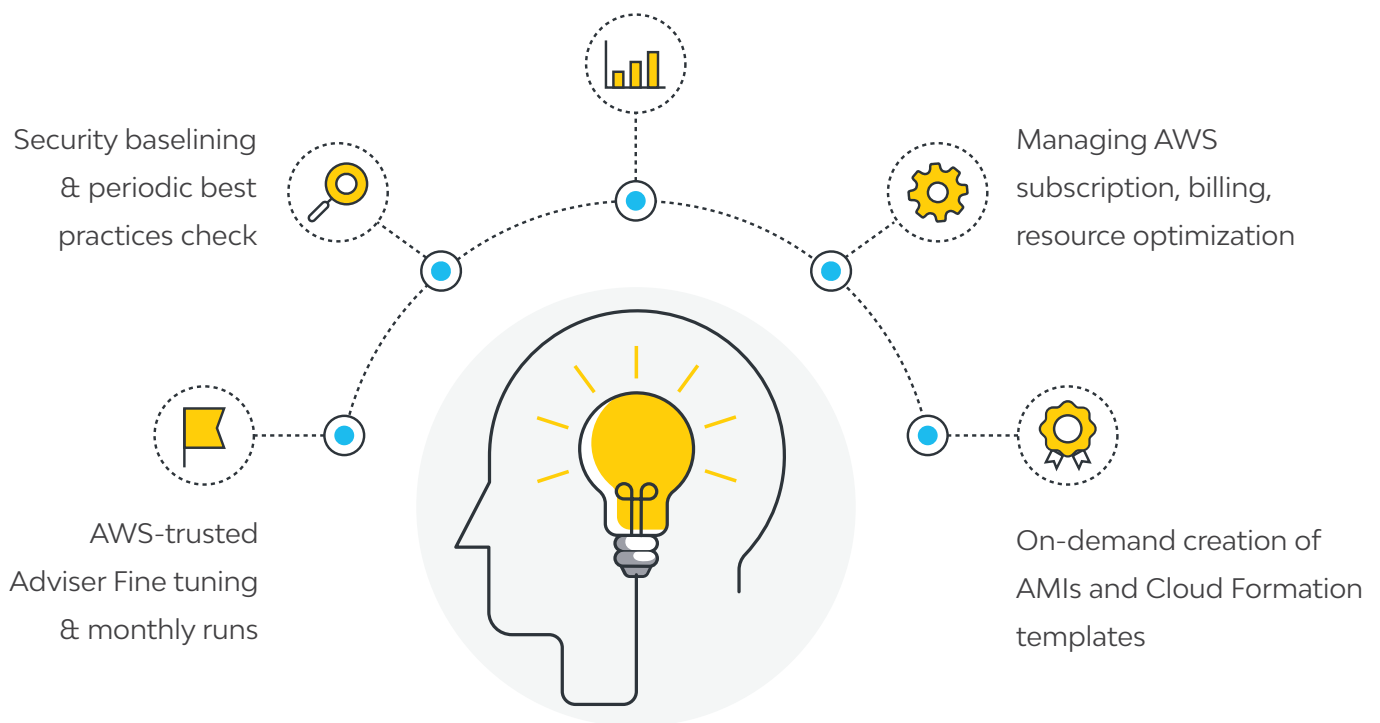 Security baselining
& periodic best
practices check
Managing AWS
subscription, billing,
resource optimization
AWS-trusted
Adviser Fine tuning
& monthly runs
On-demand creation of
AMIs and Cloud Formation
templates